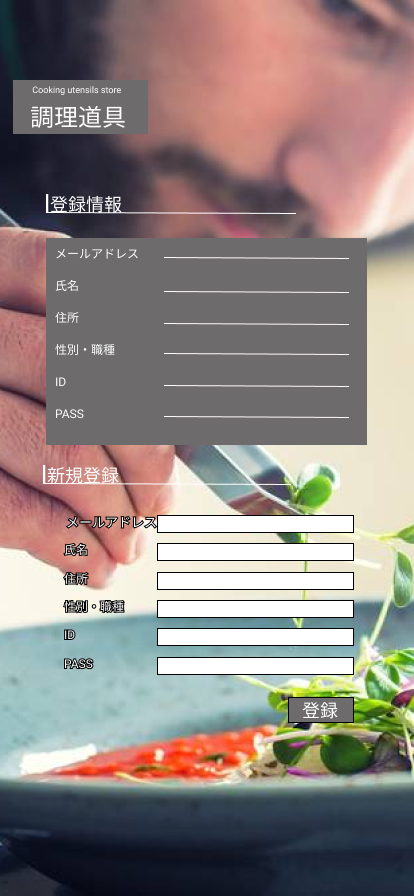 Cooking utensils store
調理道具
登録情報
メールアドレス
氏名
住所
性別・職種
ID
PASS
新規登録
メールアドレス
氏名
住所
性別・職種
ID
PASS
登録